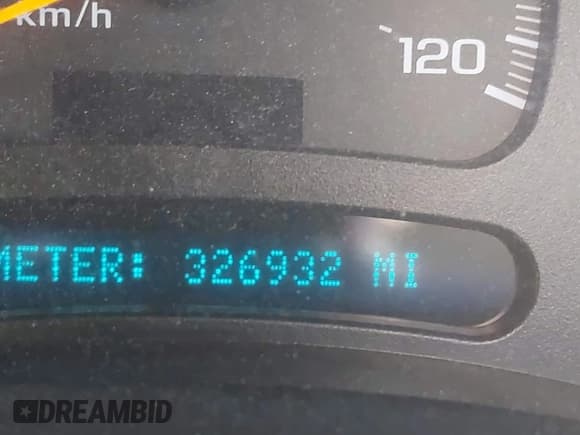 km/h
120
METER: 326932 MI
DREAMBID